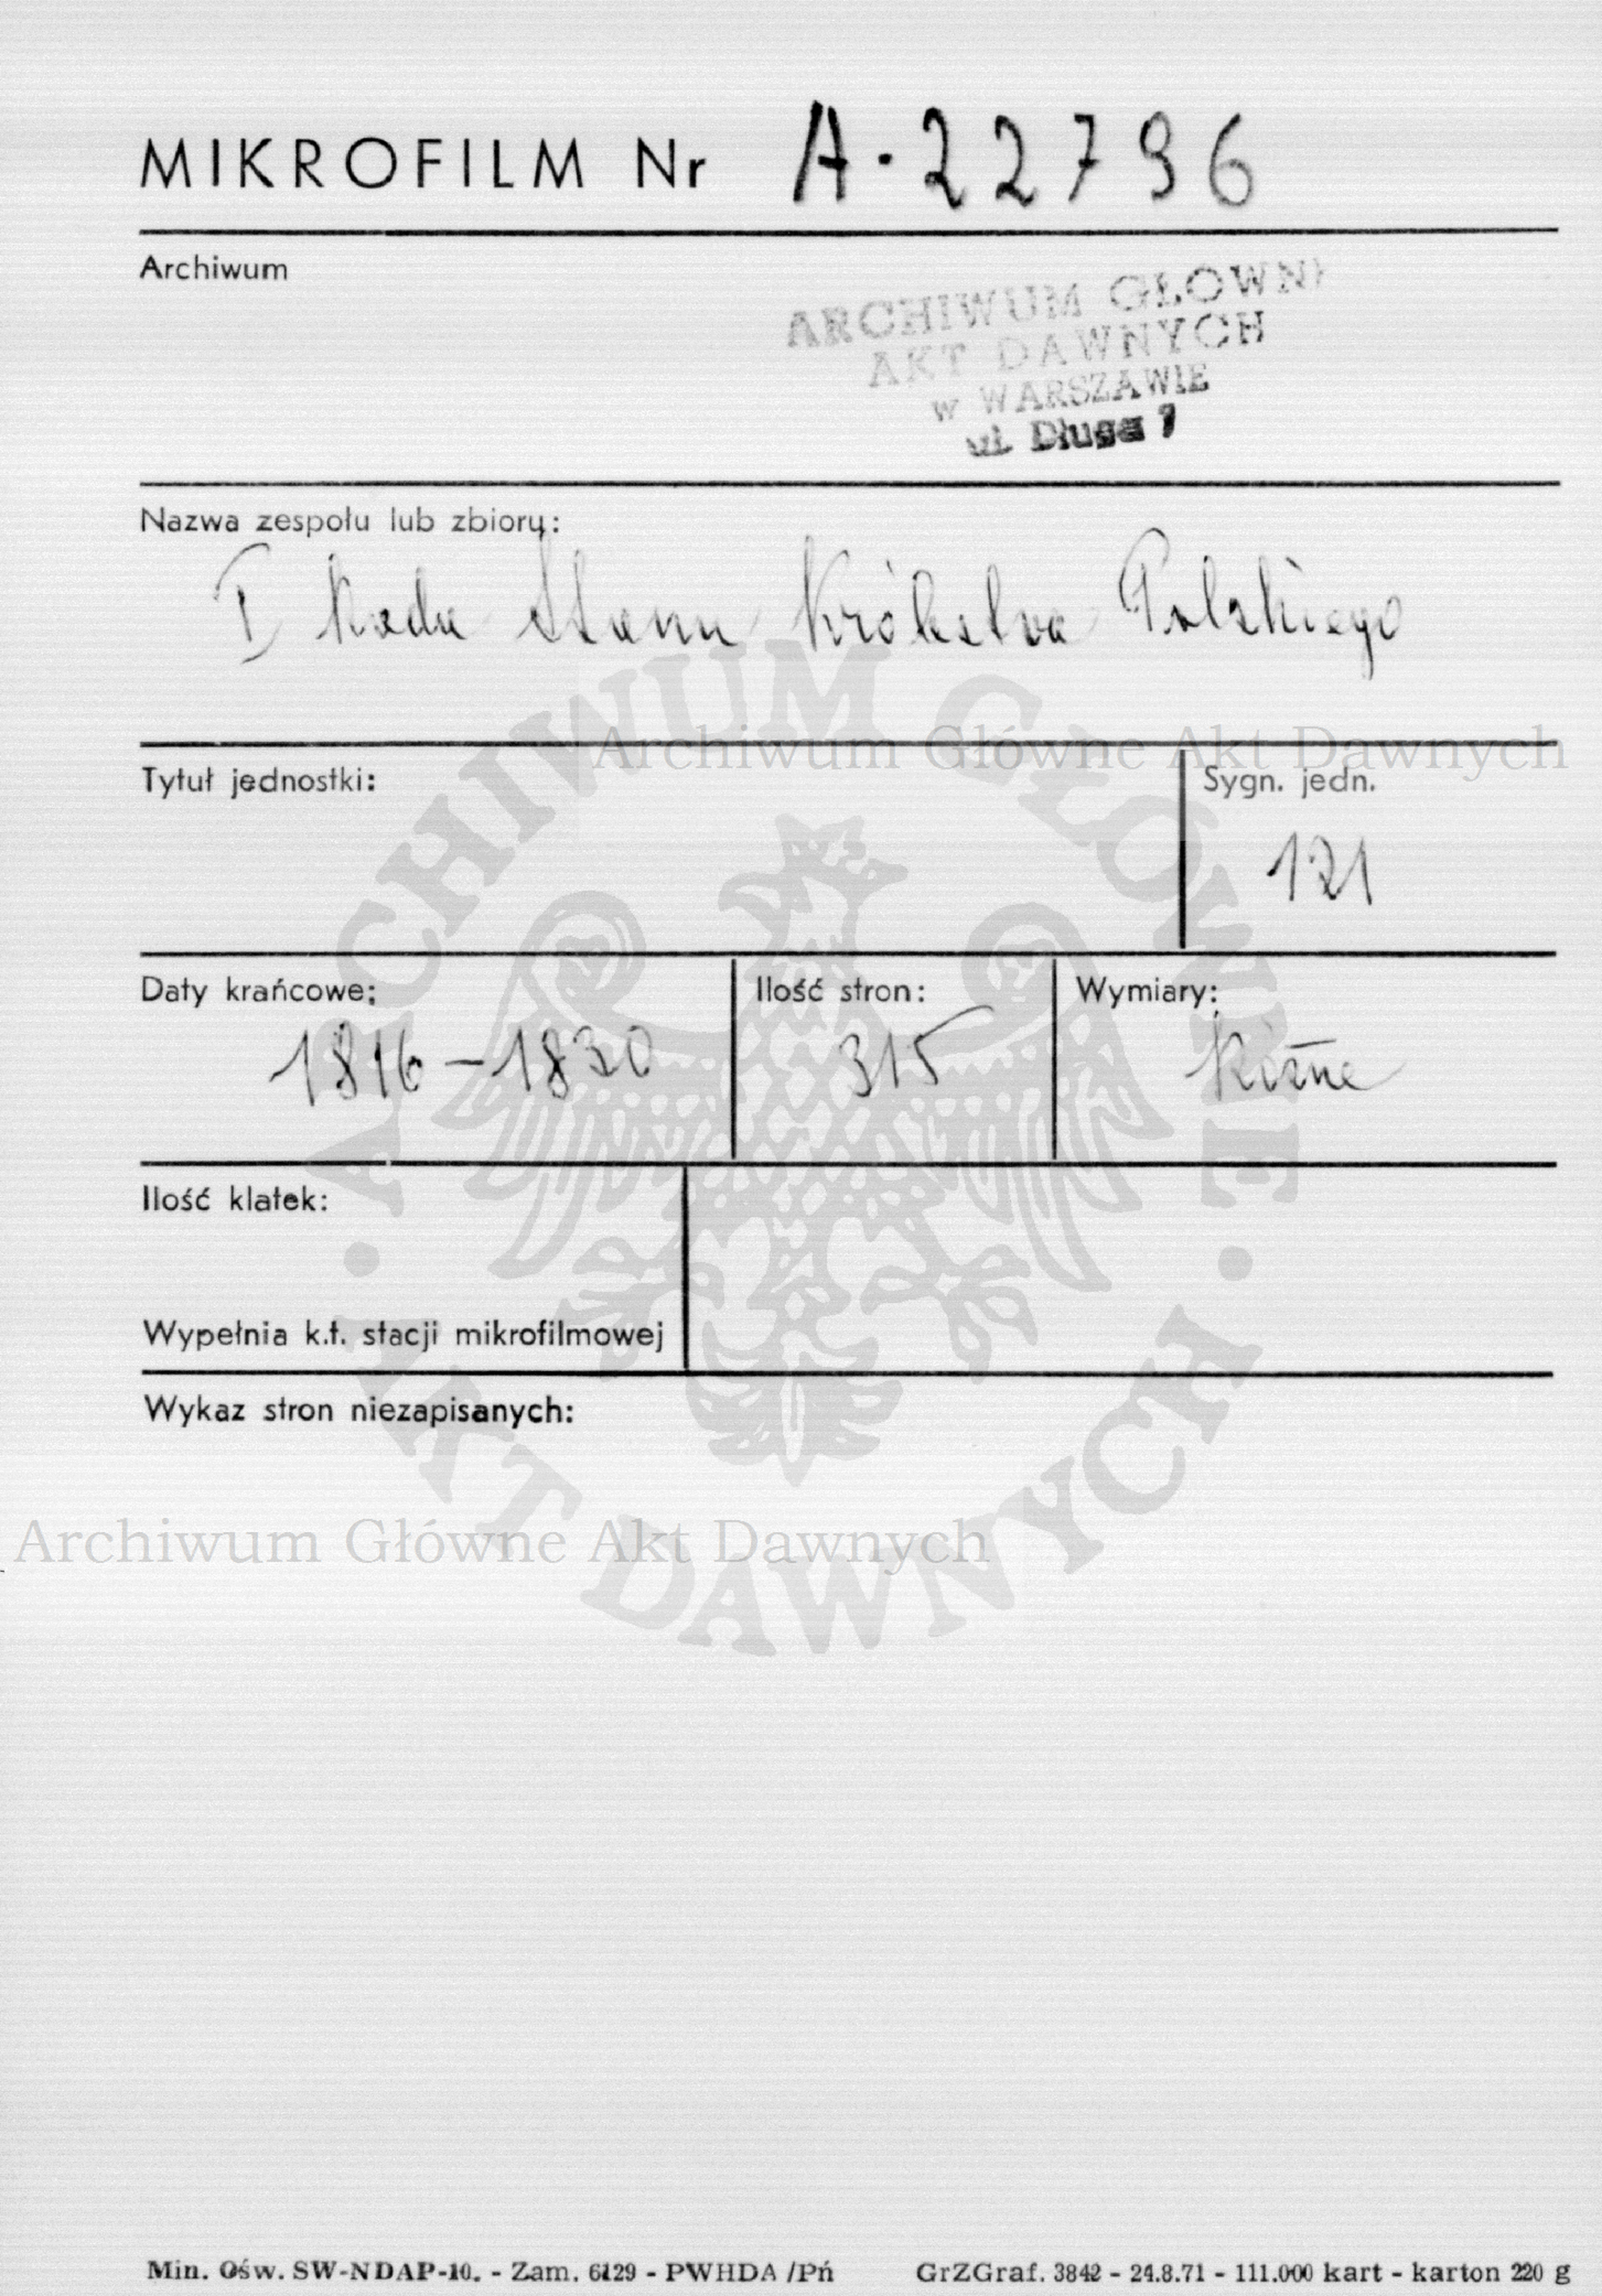 MIKROFILM Nr A-22796
Archiwum
ARCHIWUM GŁOWNE
AKT DAWNYCH
w WARSZAWIE
ul. Długa 7
Nazwa zespołu lub zbioru:
I Rada Stanu Królestwa Polskiego
Archiwum Główne Akt Dawnych
Tytuł jednostki:
Sygn. jedn.
121
Daty krańcowe:
1816-1830
Ilość stron:
315
Wymiary:
Różne
Ilość klatek:
Wypełnia k.t. stacji mikrofilmowej
Wykaz stron niezapisanych:
Archiwum Główne Akt Dawnych
ARCHIWUM GŁÓWNE
AKT DAWNYCH
Min. Ośw. SW-NDAP-10. - Zam. 6129 - PWHDA /Pń
GrZGraf. 3842 - 24.8.71 - 111.000 kart - karton 220 g